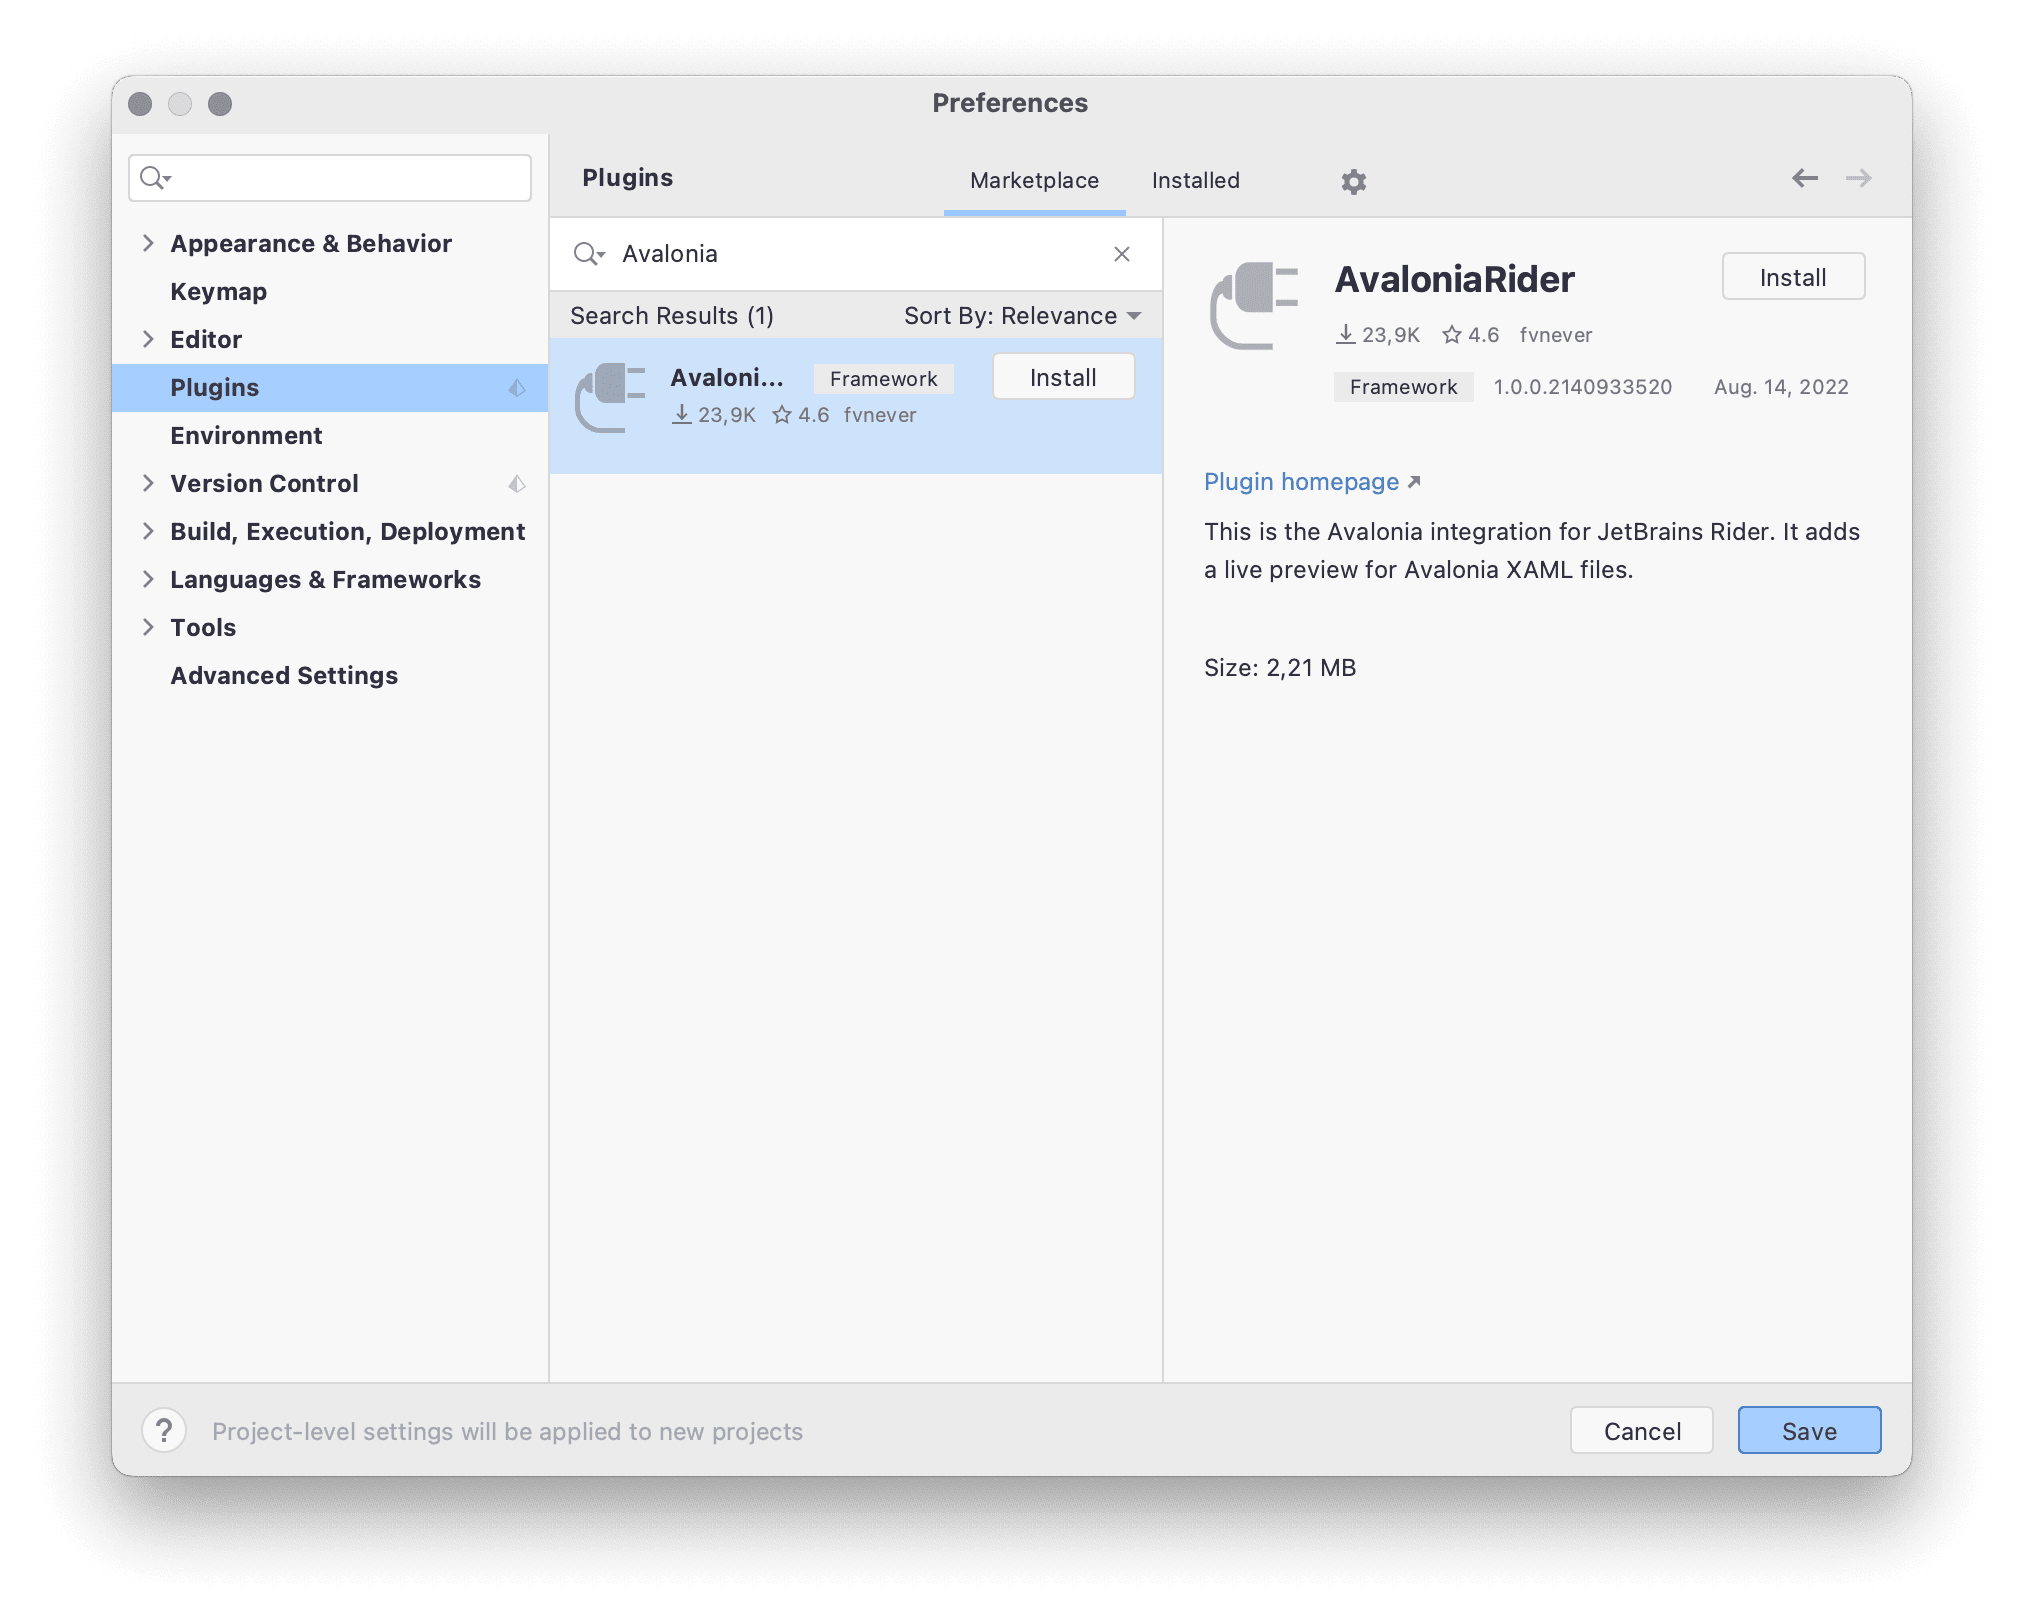 Preferences
Appearance & Behavior
Keymap
Editor
Plugins
Environment
Version Control
Build, Execution, Deployment
Languages & Frameworks
Tools
Advanced Settings
Plugins
Marketplace
Installed
Avalonia
Search Results (1)
Sort By: Relevance
Avaloni...
Framework
Install
23,9K
4.6
fvnever
AvaloniaRider
Install
23,9K
4.6
fvnever
Framework
1.0.0.2140933520
Aug. 14, 2022
Plugin homepage
This is the Avalonia integration for JetBrains Rider. It adds
a live preview for Avalonia XAML files.
Size: 2,21 MB
?
Project-level settings will be applied to new projects
Cancel
Save